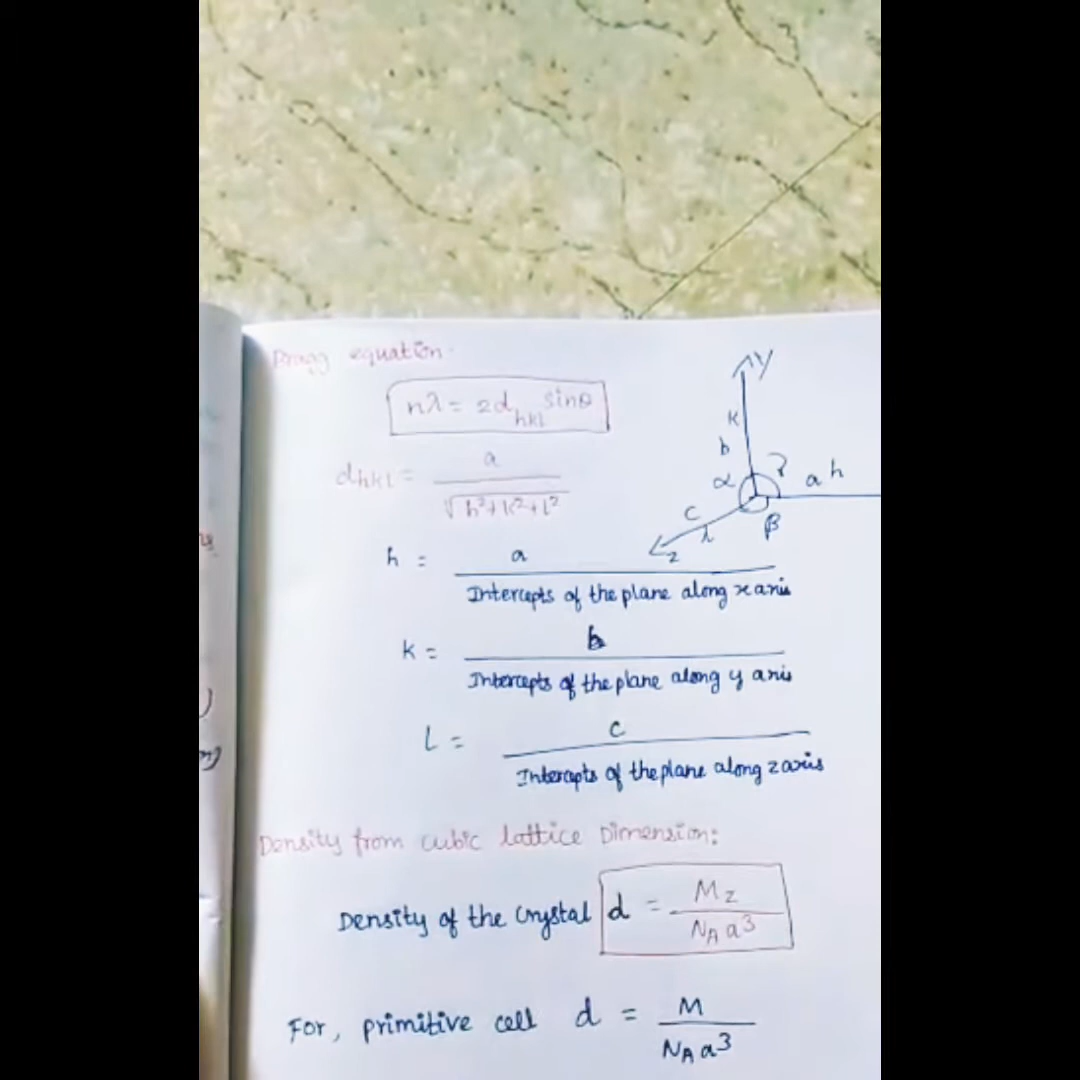 Bragg equation.
nλ = 2d_hkl sinθ
d_hkl = a / √h²+k²+l²
Y
K
b
α
a h
c
β
z
h = a / Intercepts of the plane along x axis
k = b / Intercepts of the plane along y axis
l = c / Intercepts of the plane along z axis
Density from cubic lattice Dimension:
Density of the Crystal d = MZ / N_A a³
For, primitive cell d = M / N_A a³